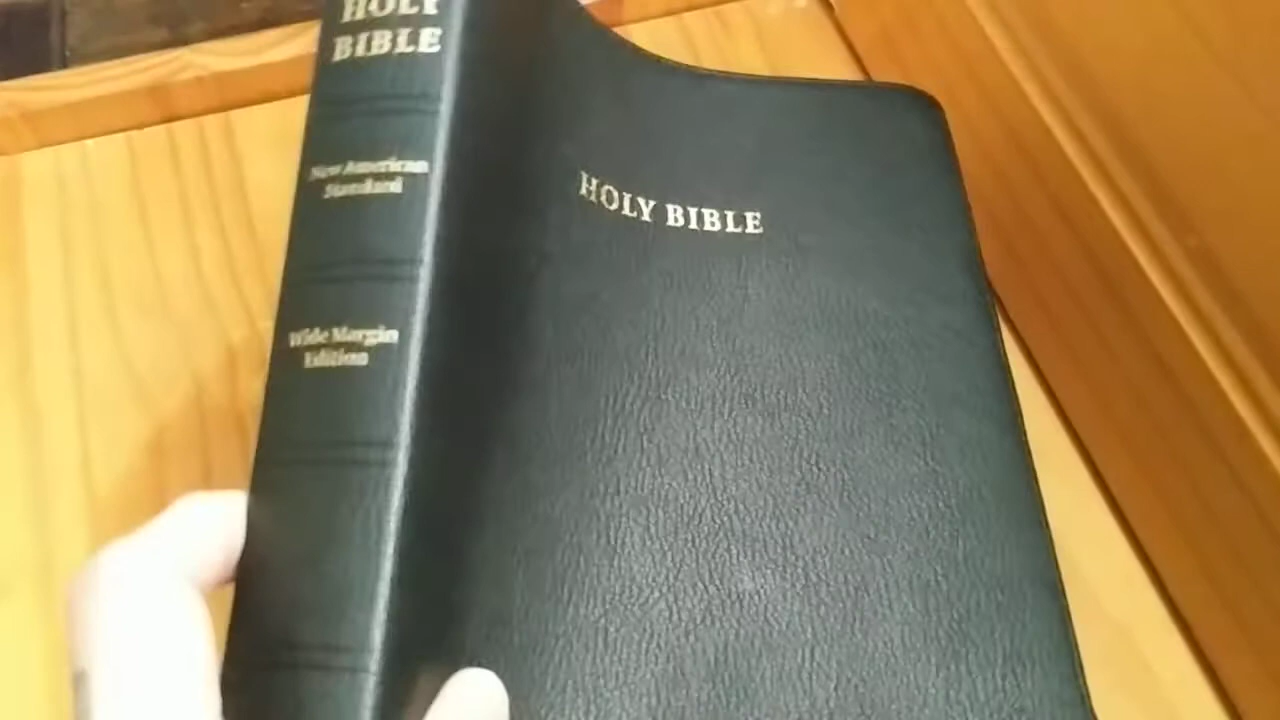 HOLY
BIBLE
New American
Standard
Wide Margin
Edition
HOLY BIBLE